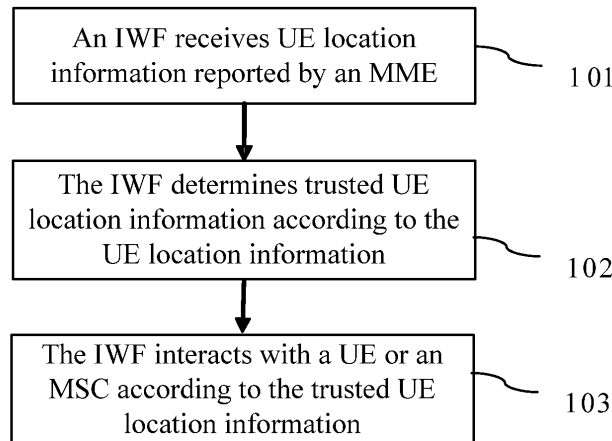 An IWF receives UE location
information reported by an MME
101
The IWF determines trusted UE
location information according to the
UE location information
102
The IWF interacts with a UE or an
MSC according to the trusted UE
location information
103